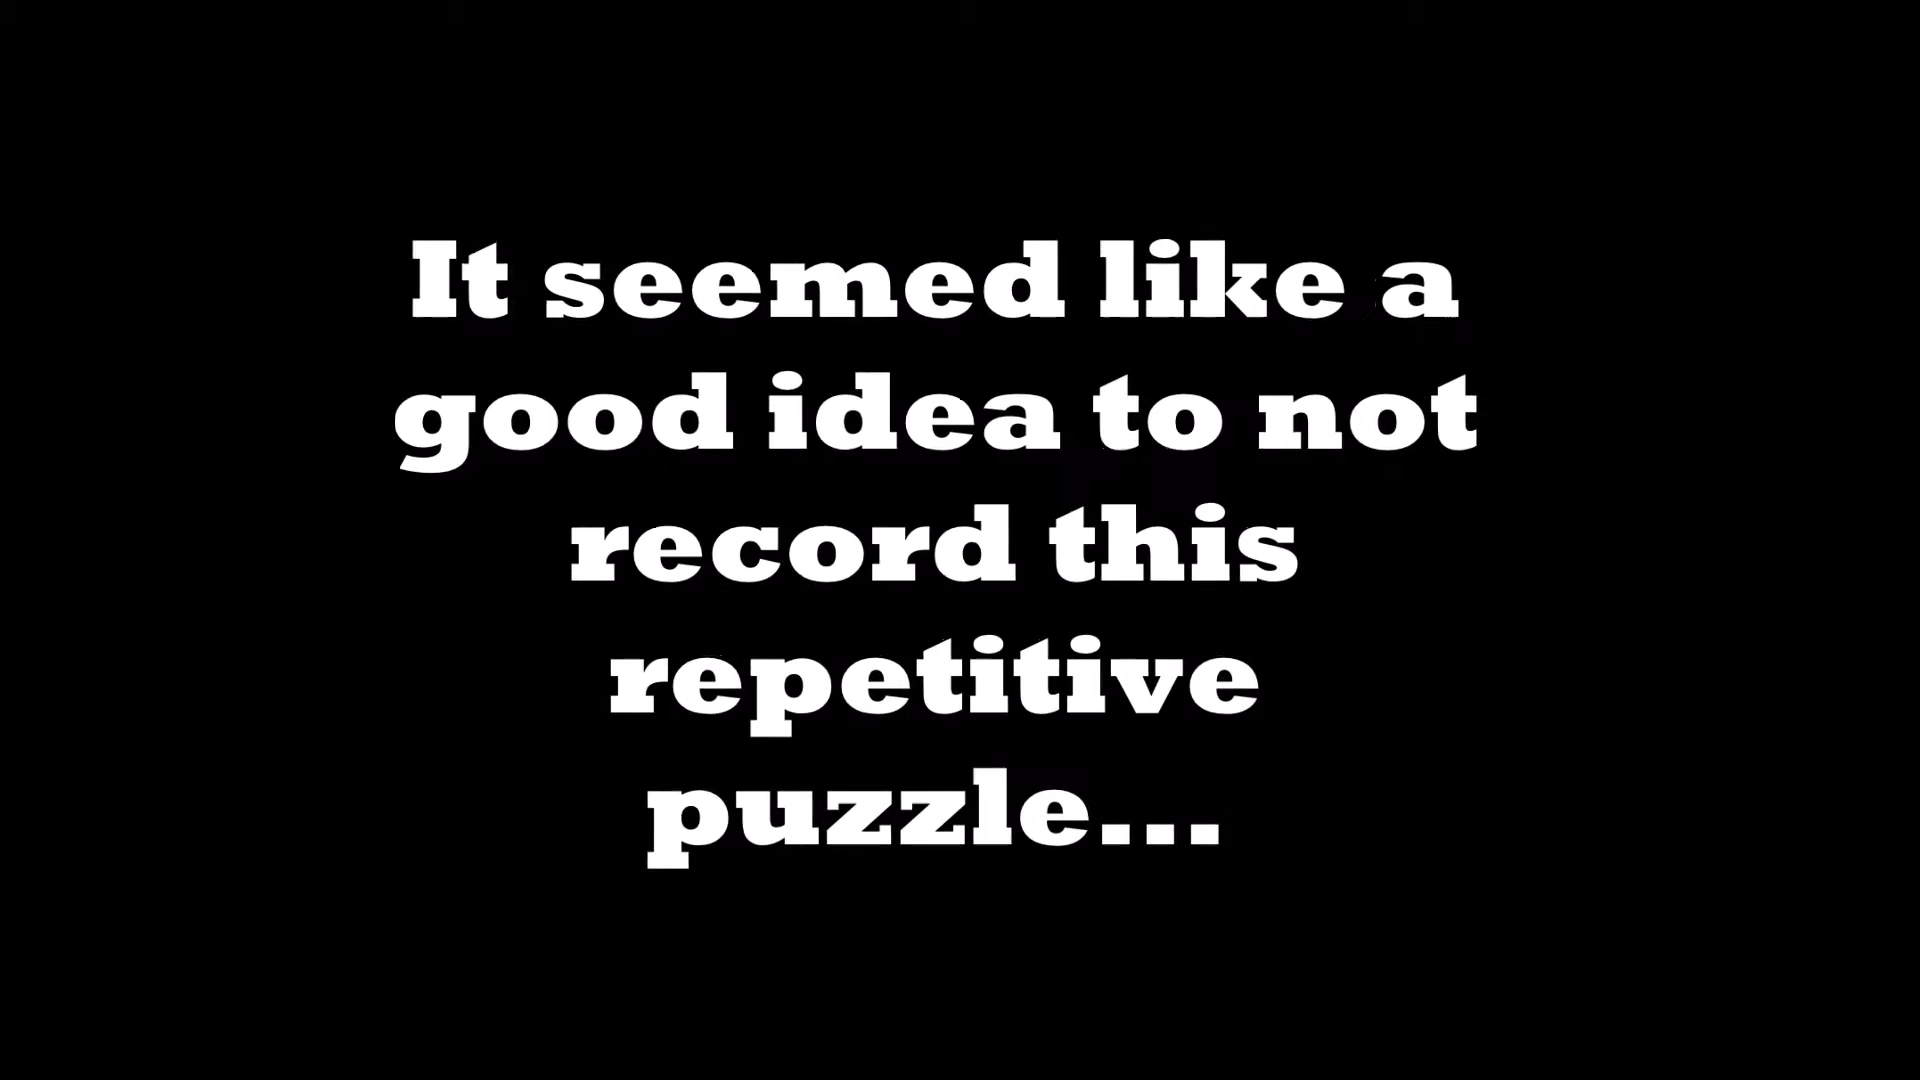 It seemed like a
good idea to not
record this
repetitive
puzzle...